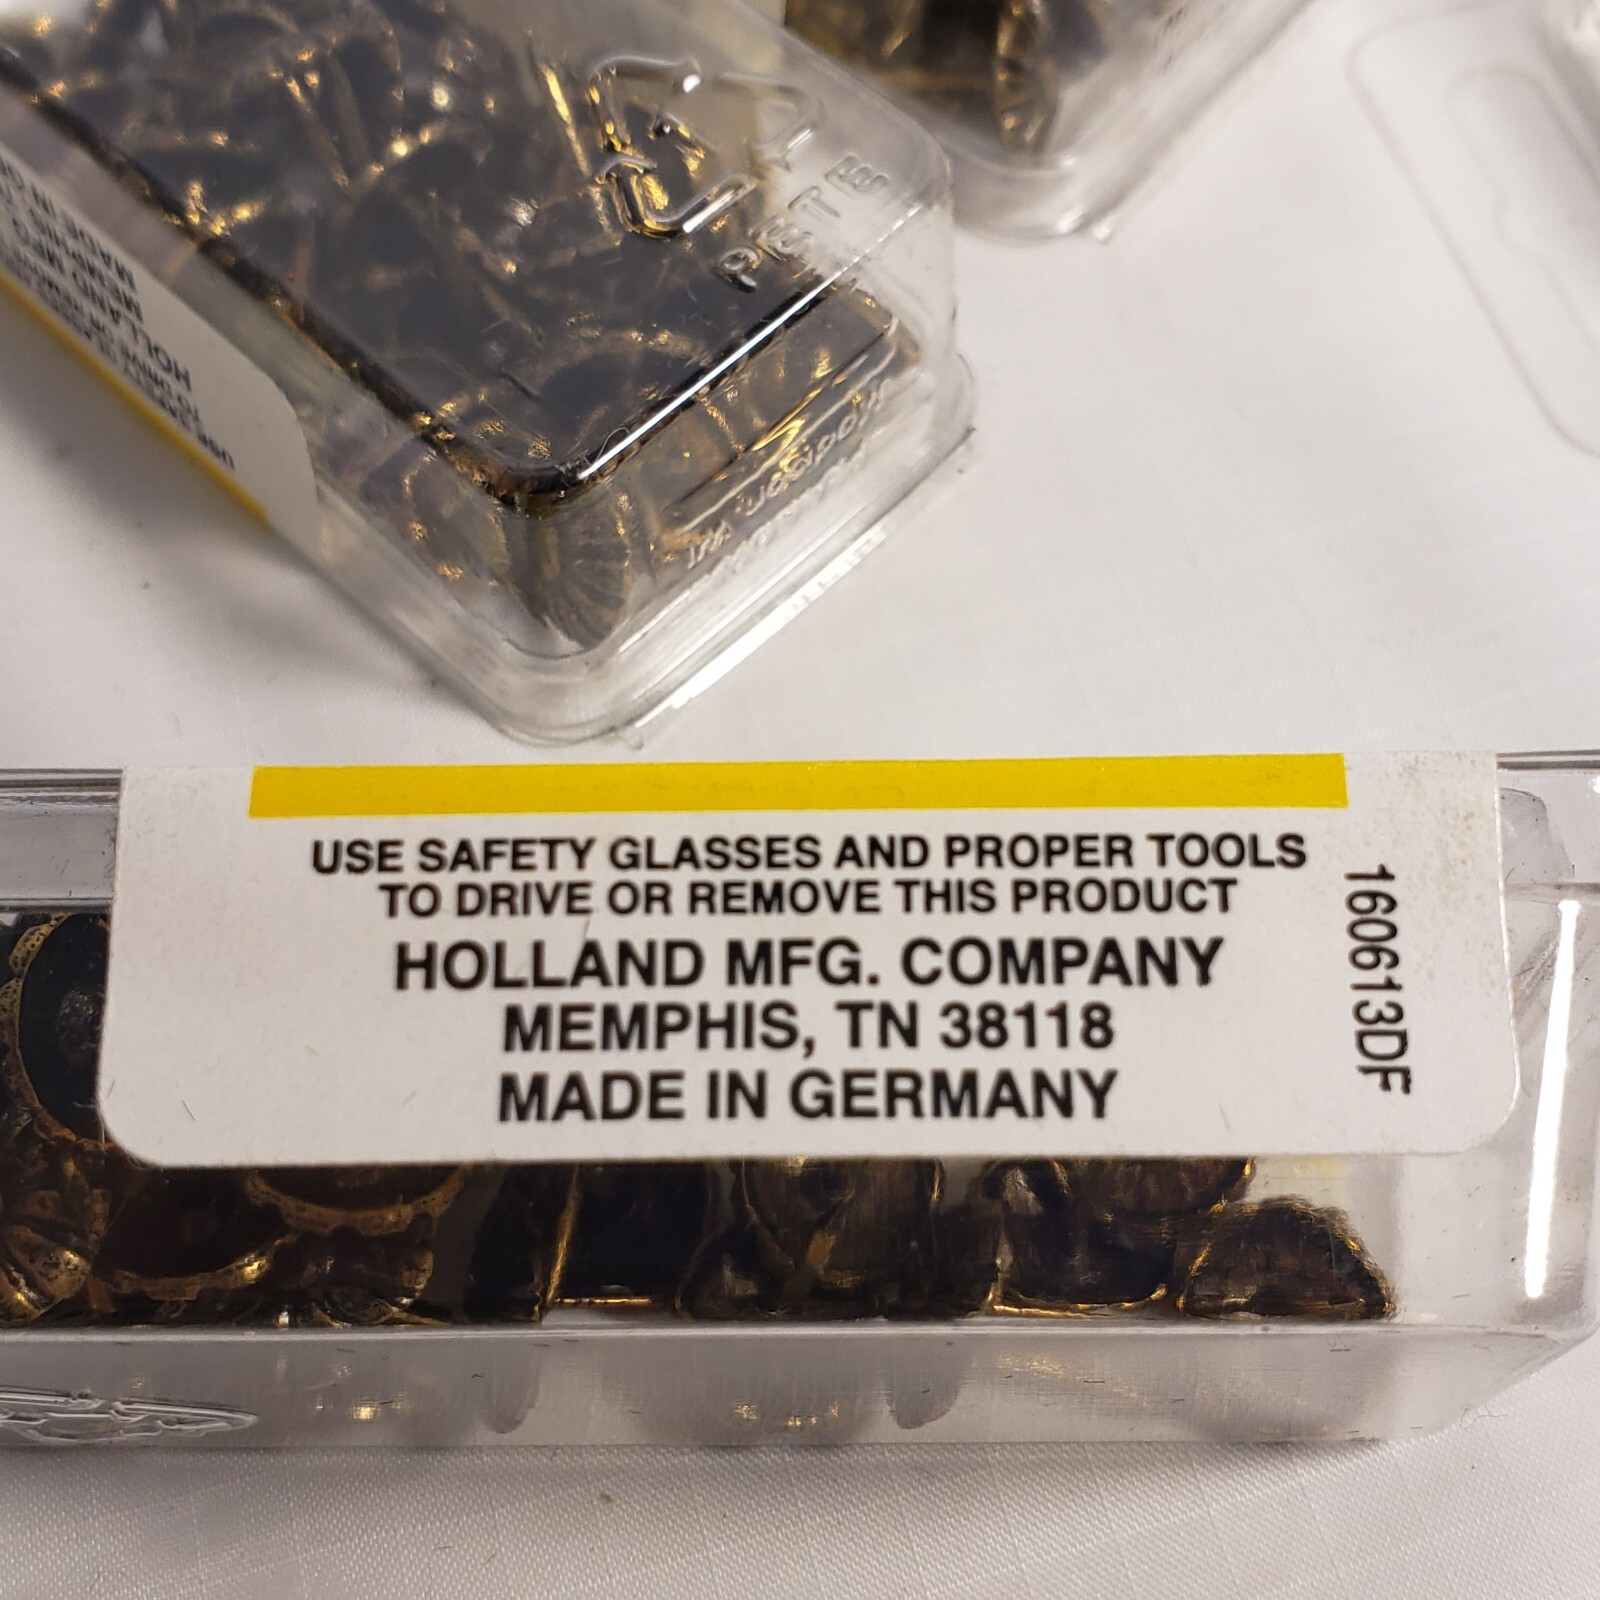 1
PETE
USE SAFETY GLASSES AND PROPER TOOLS
TO DRIVE OR REMOVE THIS PRODUCT
HOLLAND MFG. COMPANY
MEMPHIS, TN 38118
MADE IN GERMANY
160613DF